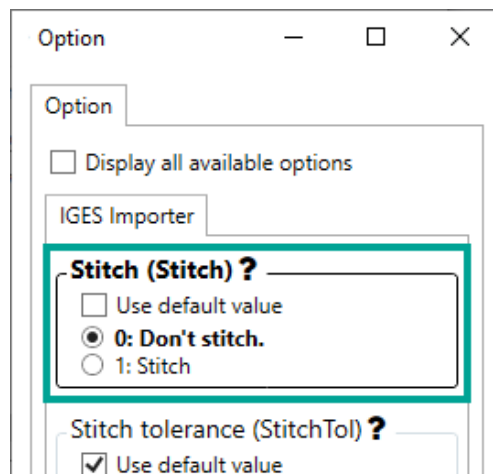 Option
Option
Display all available options
IGES Importer
Stitch (Stitch) ?
Use default value
0: Don't stitch.
1: Stitch
Stitch tolerance (StitchTol) ?
Use default value